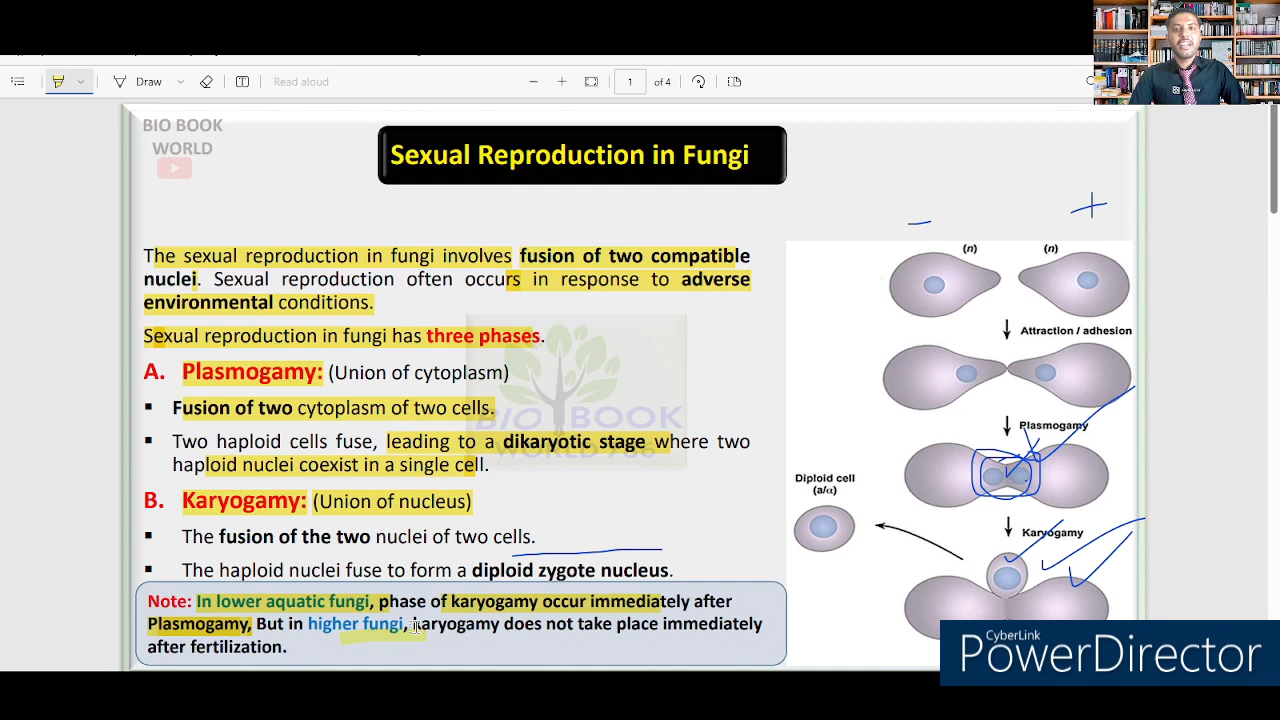 Draw
Read aloud
1 of 4
BIO BOOK
WORLD
Sexual Reproduction in Fungi
The sexual reproduction in fungi involves fusion of two compatible
nuclei. Sexual reproduction often occurs in response to adverse
environmental conditions.
Sexual reproduction in fungi has three phases.
A. Plasmogamy: (Union of cytoplasm)
▪ Fusion of two cytoplasm of two cells.
▪ Two haploid cells fuse, leading to a dikaryotic stage where two
haploid nuclei coexist in a single cell.
B. Karyogamy: (Union of nucleus)
▪ The fusion of the two nuclei of two cells.
▪ The haploid nuclei fuse to form a diploid zygote nucleus.
Note: In lower aquatic fungi, phase of karyogamy occur immediately after
Plasmogamy, But in higher fungi, karyogamy does not take place immediately
after fertilization.
BIO BOOK
WORLD 786
− +
(n) (n)
Attraction / adhesion
Plasmogamy
Diploid cell
(a/α)
Karyogamy
CyberLink
PowerDirector